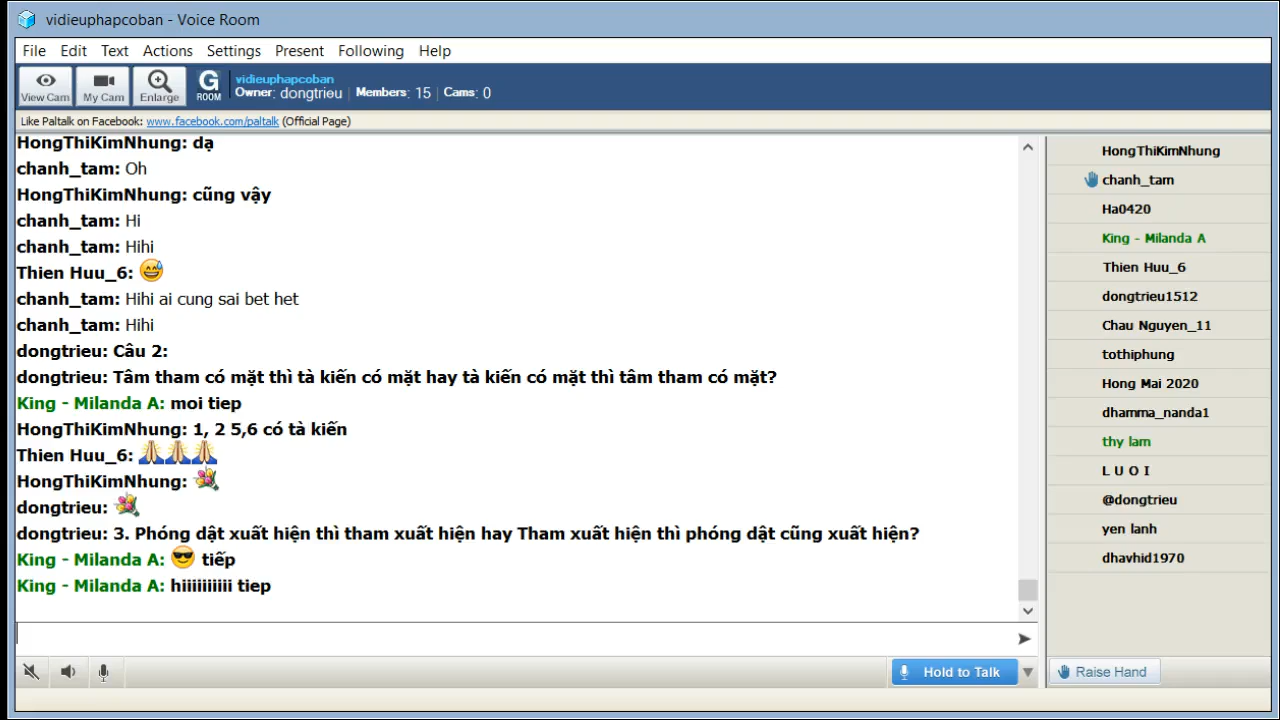 vidieuphapcoban - Voice Room
File Edit Text Actions Settings Present Following Help
View Cam My Cam Enlarge G ROOM vidieuphapcoban
Owner: dongtrieu Members: 15 Cams: 0
Like Paltalk on Facebook: www.facebook.com/paltalk (Official Page)
HongThiKimNhung: dạ
chanh_tam: Oh
HongThiKimNhung: cũng vậy
chanh_tam: Hi
chanh_tam: Hihi
Thien Huu_6:
chanh_tam: Hihi ai cung sai bet het
chanh_tam: Hihi
dongtrieu: Câu 2:
dongtrieu: Tâm tham có mặt thì tà kiến có mặt hay tà kiến có mặt thì tâm tham có mặt?
King - Milanda A: moi tiep
HongThiKimNhung: 1, 2 5,6 có tà kiến
Thien Huu_6:
HongThiKimNhung:
dongtrieu:
dongtrieu: 3. Phóng dật xuất hiện thì tham xuất hiện hay Tham xuất hiện thì phóng dật cũng xuất hiện?
King - Milanda A: tiếp
King - Milanda A: hiiiiiiiiii tiep
HongThiKimNhung
chanh_tam
Ha0420
King - Milanda A
Thien Huu_6
dongtrieu1512
Chau Nguyen_11
tothiphung
Hong Mai 2020
dhamma_nanda1
thy lam
L U O I
@dongtrieu
yen lanh
dhavhid1970
Hold to Talk
Raise Hand